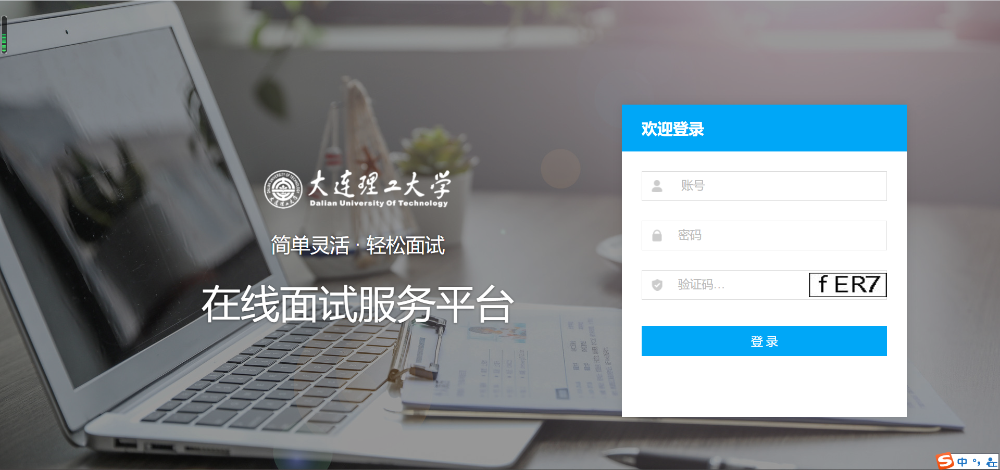 大连理工大学
Dalian University Of Technology
简单灵活 · 轻松面试
在线面试服务平台
欢迎登录
账号
密码
验证码...
fER7
登 录
中